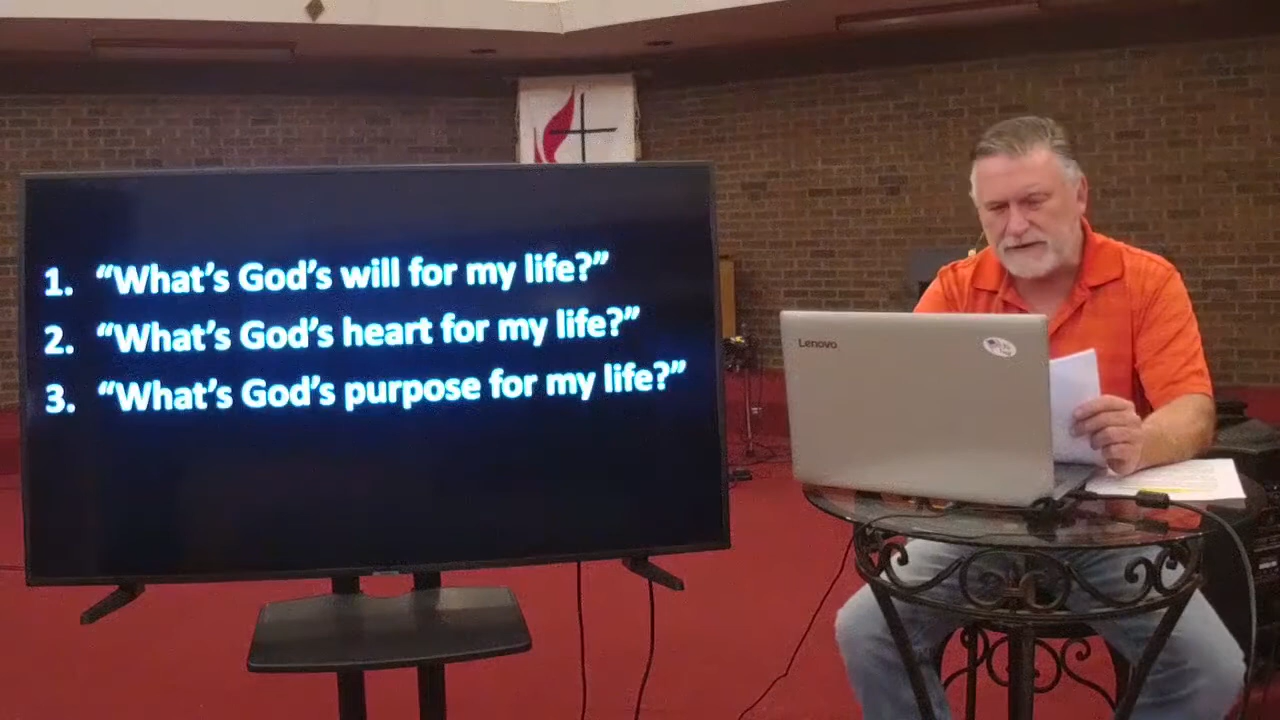 1. “What’s God’s will for my life?”
2. “What’s God’s heart for my life?”
3. “What’s God’s purpose for my life?”
Lenovo